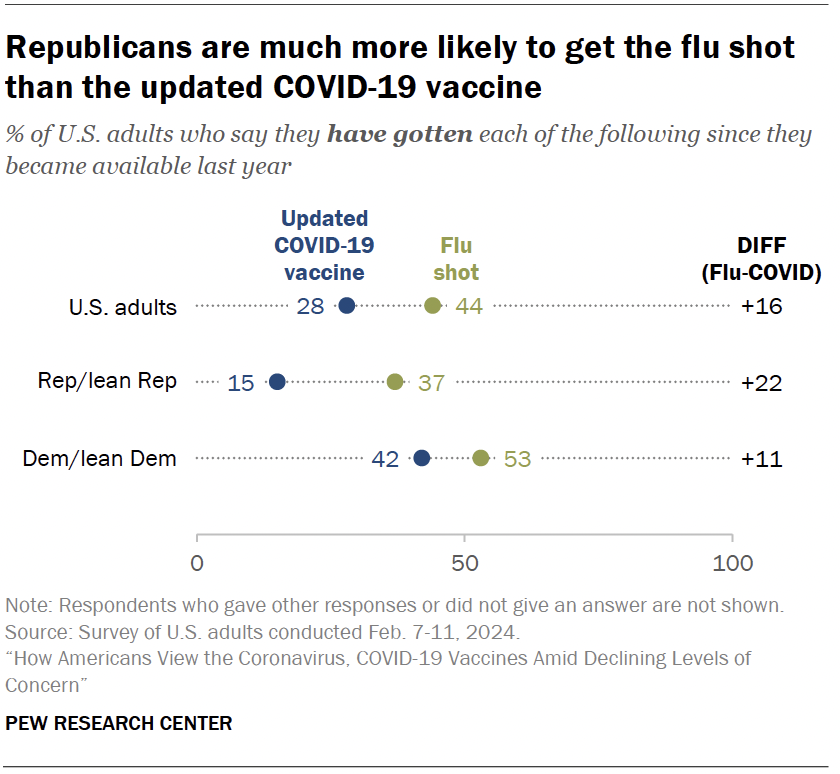 Republicans are much more likely to get the flu shot
than the updated COVID-19 vaccine
% of U.S. adults who say they have gotten each of the following since they
became available last year
Updated
COVID-19
vaccine
Flu
shot
DIFF
(Flu-COVID)
U.S. adults 28 44 +16
Rep/lean Rep 15 37 +22
Dem/lean Dem 42 53 +11
0 50 100
Note: Respondents who gave other responses or did not give an answer are not shown.
Source: Survey of U.S. adults conducted Feb. 7-11, 2024.
“How Americans View the Coronavirus, COVID-19 Vaccines Amid Declining Levels of
Concern”
PEW RESEARCH CENTER